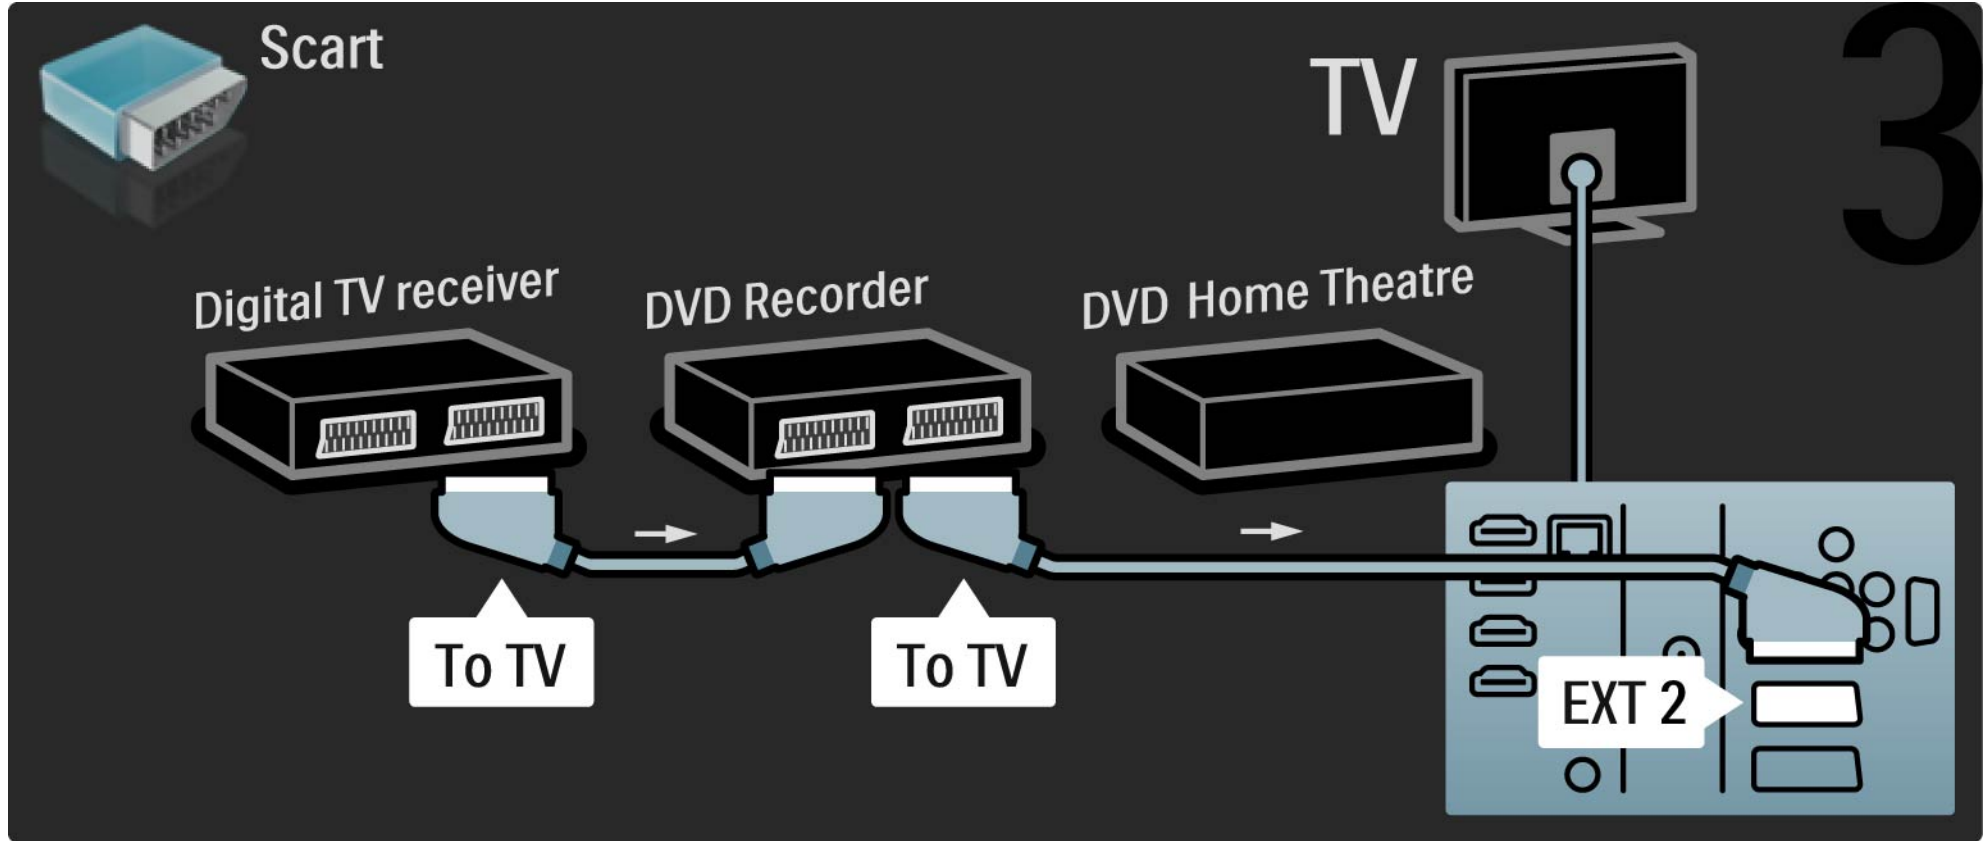 Scart
TV
3
Digital TV receiver
DVD Recorder
DVD Home Theatre
To TV
To TV
EXT 2